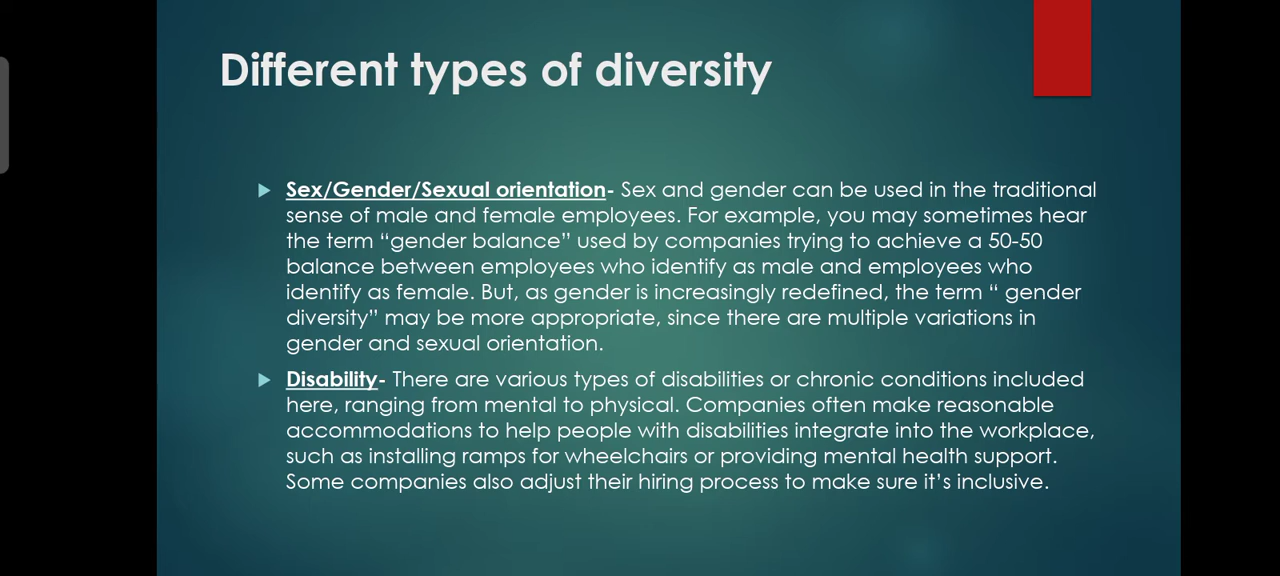 Different types of diversity
Sex/Gender/Sexual orientation- Sex and gender can be used in the traditional
sense of male and female employees. For example, you may sometimes hear
the term “gender balance” used by companies trying to achieve a 50-50
balance between employees who identify as male and employees who
identify as female. But, as gender is increasingly redefined, the term “ gender
diversity” may be more appropriate, since there are multiple variations in
gender and sexual orientation.
Disability- There are various types of disabilities or chronic conditions included
here, ranging from mental to physical. Companies often make reasonable
accommodations to help people with disabilities integrate into the workplace,
such as installing ramps for wheelchairs or providing mental health support.
Some companies also adjust their hiring process to make sure it’s inclusive.